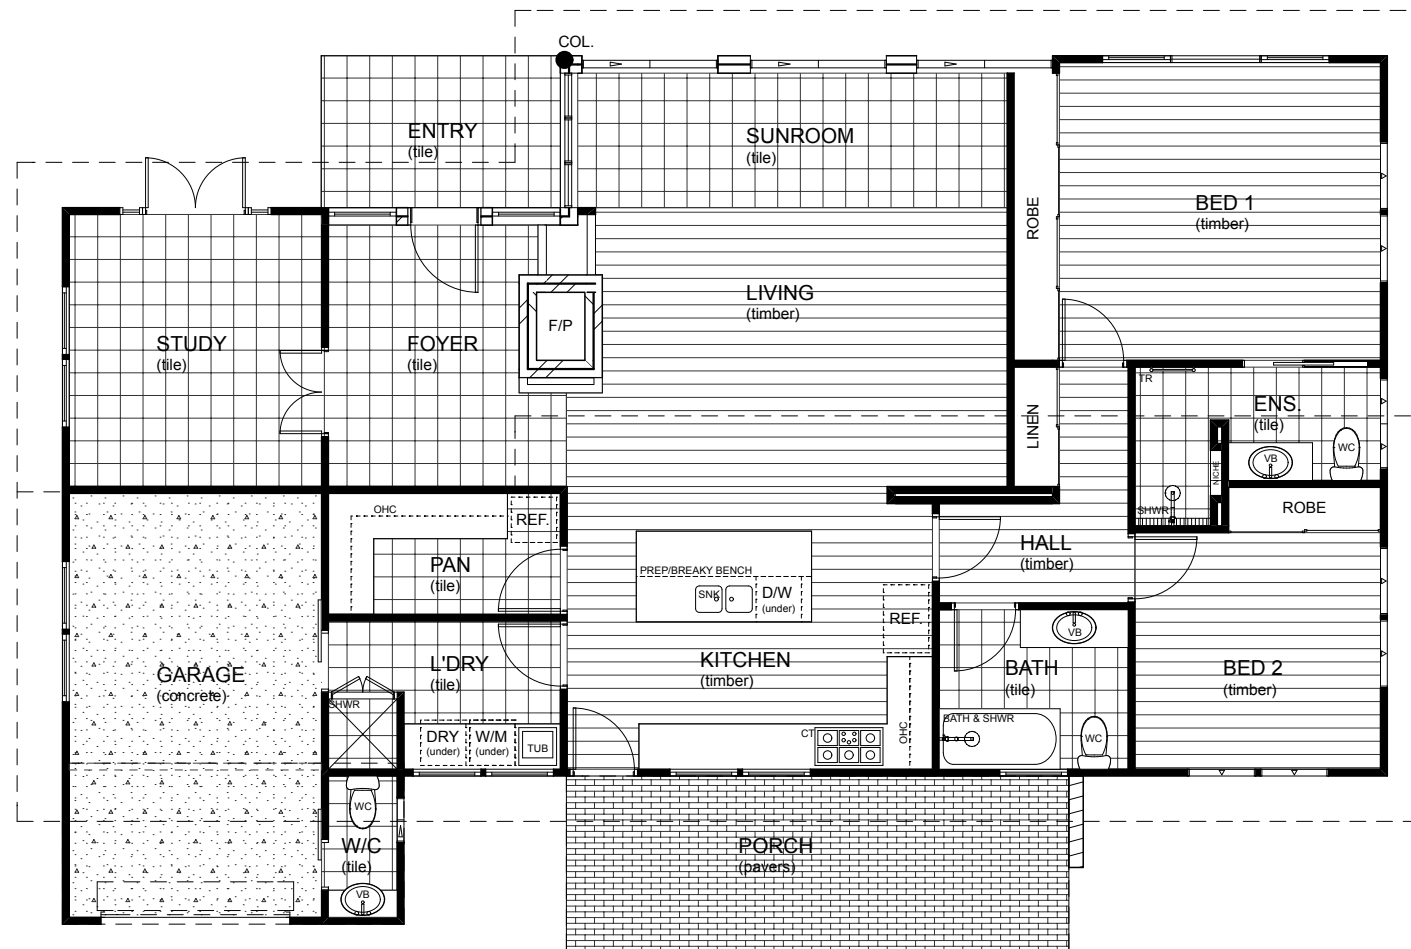 COL.
ENTRY
(tile)
SUNROOM
(tile)
ROBE
BED 1
(timber)
STUDY
(tile)
FOYER
(tile)
F/P
LIVING
(timber)
LINEN
TR
ENS.
(tile)
VB
WC
NICHE
SHWR
ROBE
OHC
REF.
PAN
(tile)
PREP/BREAKY BENCH
SNK
D/W
(under)
REF.
HALL
(timber)
GARAGE
(concrete)
L'DRY
(tile)
SHWR
DRY
(under)
W/M
(under)
TUB
KITCHEN
(timber)
CT
OHC
VB
BATH
(tile)
BATH & SHWR
WC
BED 2
(timber)
WC
W/C
(tile)
VB
PORCH
(pavers)